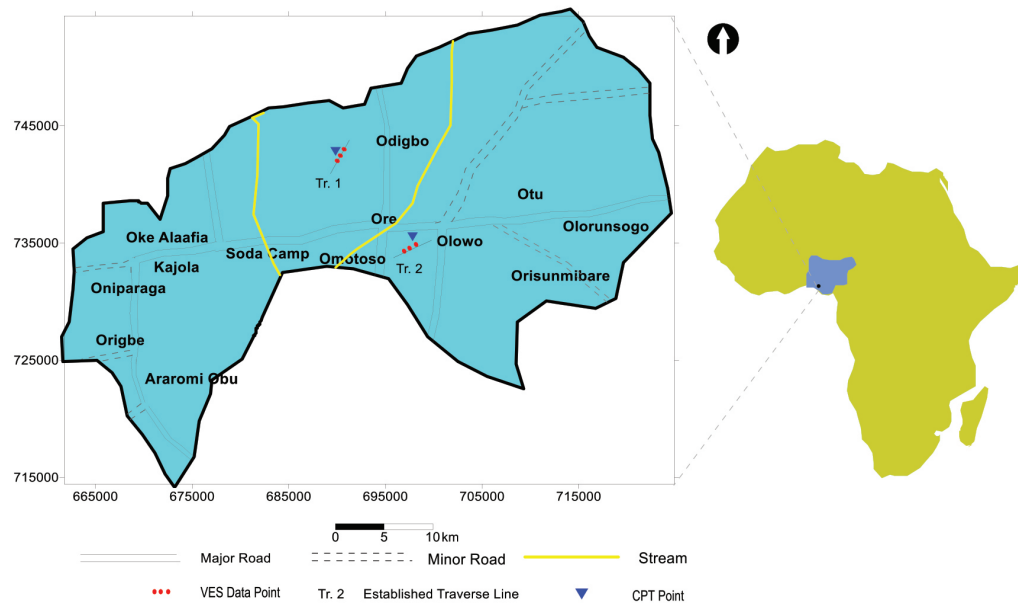 745000
Odigbo
Tr. 1
Otu
Ore
735000
Oke Alaafia
Olorunsogo
Olowo
Soda Camp
Omotoso
Kajola
Tr. 2
Orisunmibare
Oniparaga
Origbe
725000
Araromi Obu
715000
665000 675000 685000 695000 705000 715000
0 5 10 km
Major Road Minor Road Stream
VES Data Point Tr. 2 Established Traverse Line CPT Point